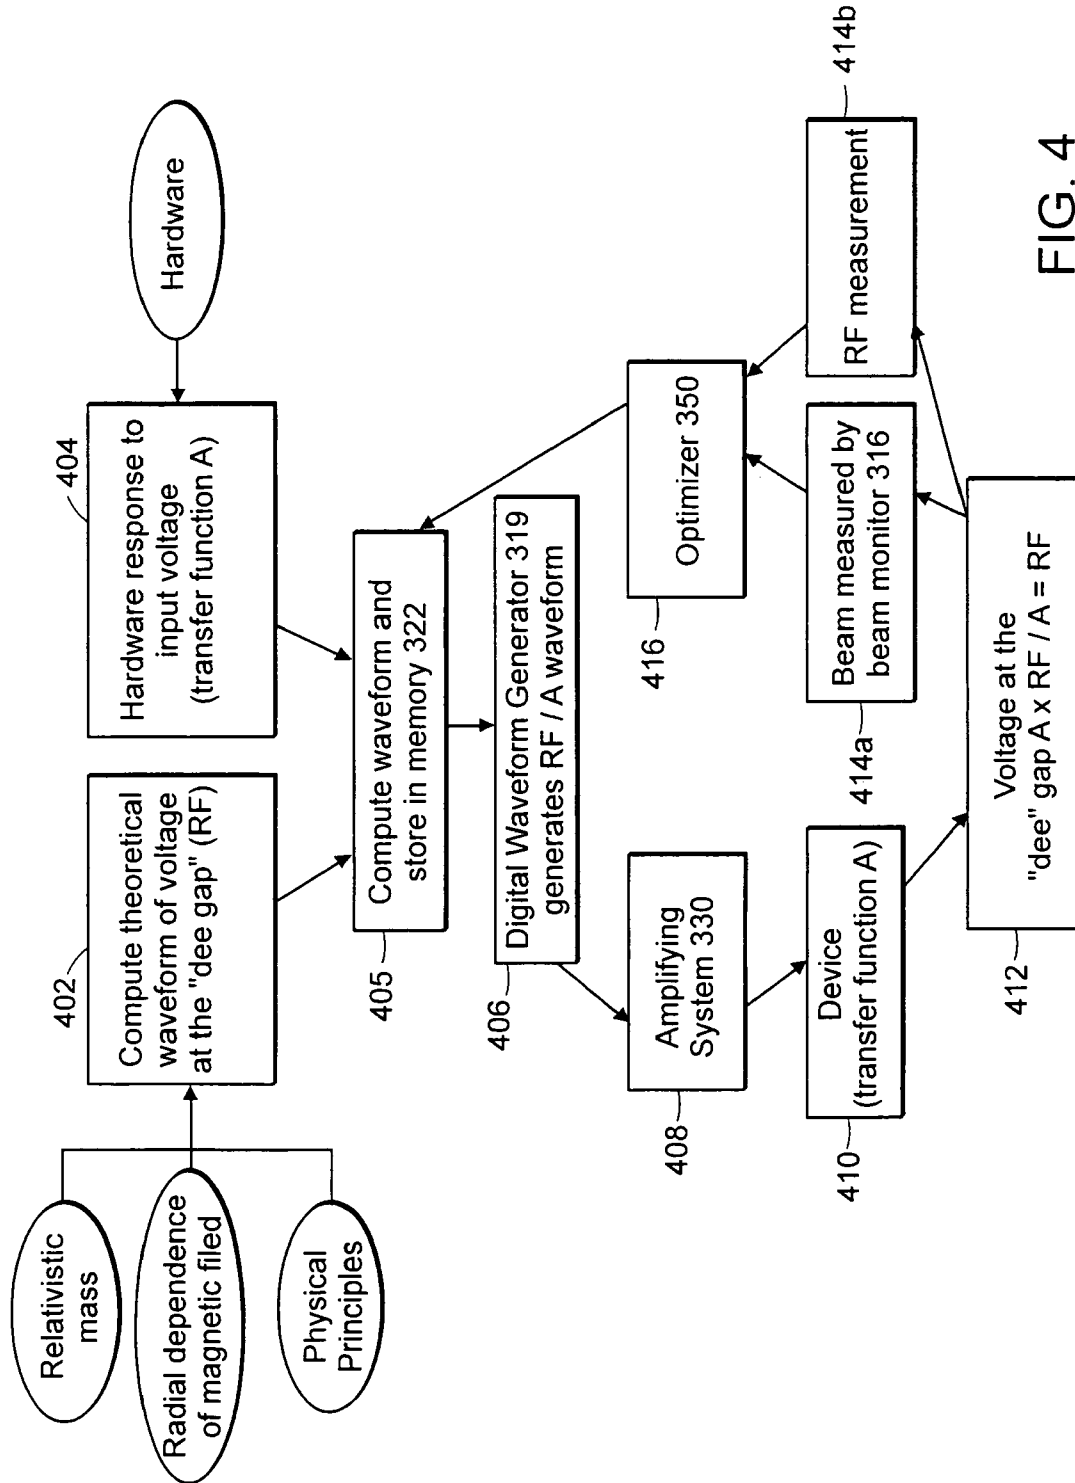 Relativistic
mass
Radial dependence
of magnetic filed
Physical
Principles
402
Compute theoretical
waveform of voltage
at the "dee gap" (RF)
404
Hardware response to
input voltage
(transfer function A)
Hardware
405
Compute waveform and
store in memory 322
406
Digital Waveform Generator 319
generates RF / A waveform
408
Amplifying
System 330
416
Optimizer 350
410
Device
(transfer function A)
414a
Beam measured by
beam monitor 316
RF measurement
414b
412
Voltage at the
"dee" gap A x RF / A = RF
FIG. 4